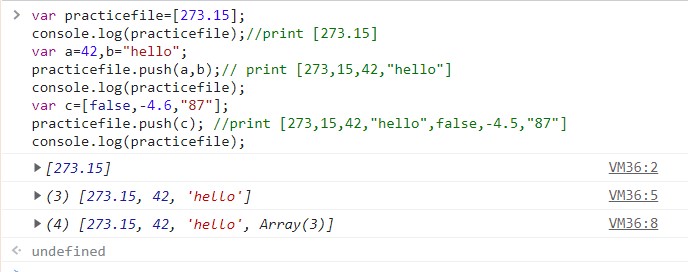 var practicefile=[273.15];
console.log(practicefile);//print [273.15]
var a=42,b="hello";
practicefile.push(a,b);// print [273,15,42,"hello"]
console.log(practicefile);
var c=[false,-4.6,"87"];
practicefile.push(c); //print [273,15,42,"hello",false,-4.5,"87"]
console.log(practicefile);
[273.15] VM36:2
(3) [273.15, 42, 'hello'] VM36:5
(4) [273.15, 42, 'hello', Array(3)] VM36:8
undefined